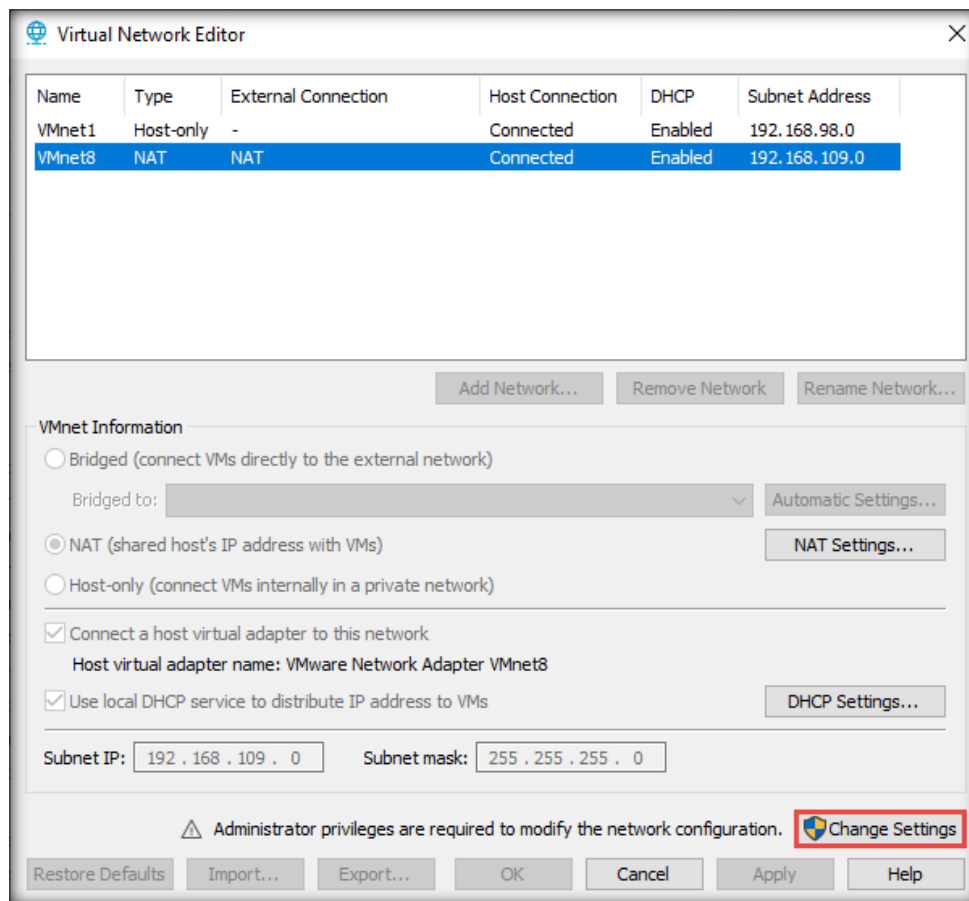 Virtual Network Editor
Name Type External Connection Host Connection DHCP Subnet Address
VMnet1 Host-only - Connected Enabled 192.168.98.0
VMnet8 NAT NAT Connected Enabled 192.168.109.0
Add Network... Remove Network Rename Network...
VMnet Information
Bridged (connect VMs directly to the external network)
Bridged to: Automatic Settings...
NAT (shared host's IP address with VMs) NAT Settings...
Host-only (connect VMs internally in a private network)
Connect a host virtual adapter to this network
Host virtual adapter name: VMware Network Adapter VMnet8
Use local DHCP service to distribute IP address to VMs DHCP Settings...
Subnet IP: 192 . 168 . 109 . 0 Subnet mask: 255 . 255 . 255 . 0
Administrator privileges are required to modify the network configuration. Change Settings
Restore Defaults Import... Export... OK Cancel Apply Help